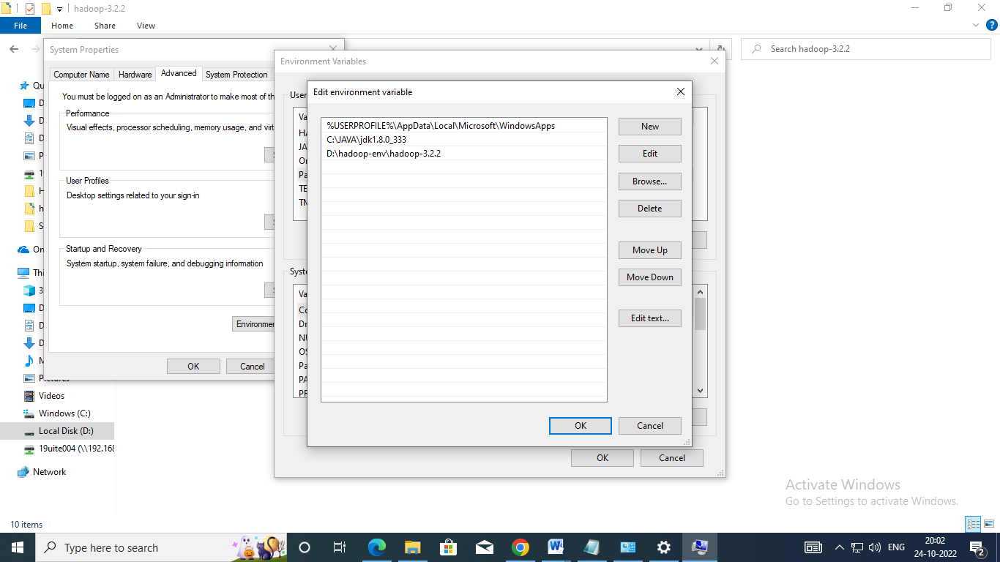 hadoop-3.2.2
File Home Share View
System Properties
Search hadoop-3.2.2
Environment Variables
Computer Name Hardware Advanced System Protection
You must be logged on as an Administrator to make most of th
Performance
Visual effects, processor scheduling, memory usage, and virt
User Profiles
Desktop settings related to your sign-in
Startup and Recovery
System startup, system failure, and debugging information
Environmen
OK Cancel
User
Va
HA
JA
On
Pa
TE
TM
Syste
Va
Co
Dr
NU
OS
Pa
PA
PR
Edit environment variable
%USERPROFILE%\AppData\Local\Microsoft\WindowsApps
C:\JAVA\jdk1.8.0_333
D:\hadoop-env\hadoop-3.2.2
New
Edit
Browse...
Delete
Move Up
Move Down
Edit text...
OK Cancel
OK Cancel
Qu
D
D
D
P
19
H
h
S
On
Thi
3
D
D
D
M
Pictures
Videos
Windows (C:)
Local Disk (D:)
19uite004 (\\192.168
Network
10 items
Activate Windows
Go to Settings to activate Windows.
Type here to search
ENG
20:02
24-10-2022
2